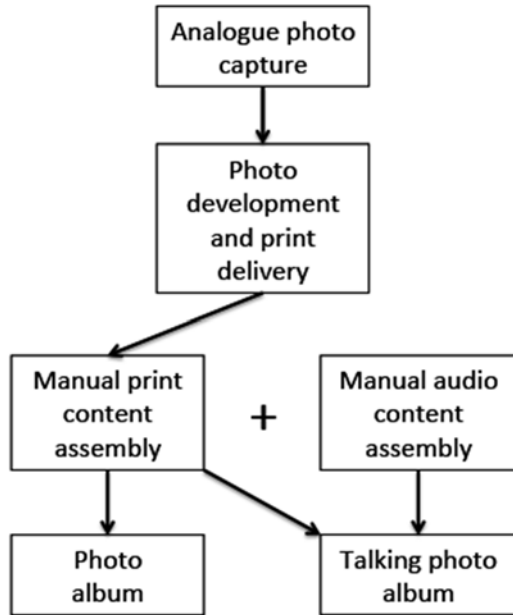 Analogue photo
capture
Photo
development
and print
delivery
Manual print
content
assembly
+
Manual audio
content
assembly
Photo
album
Talking photo
album